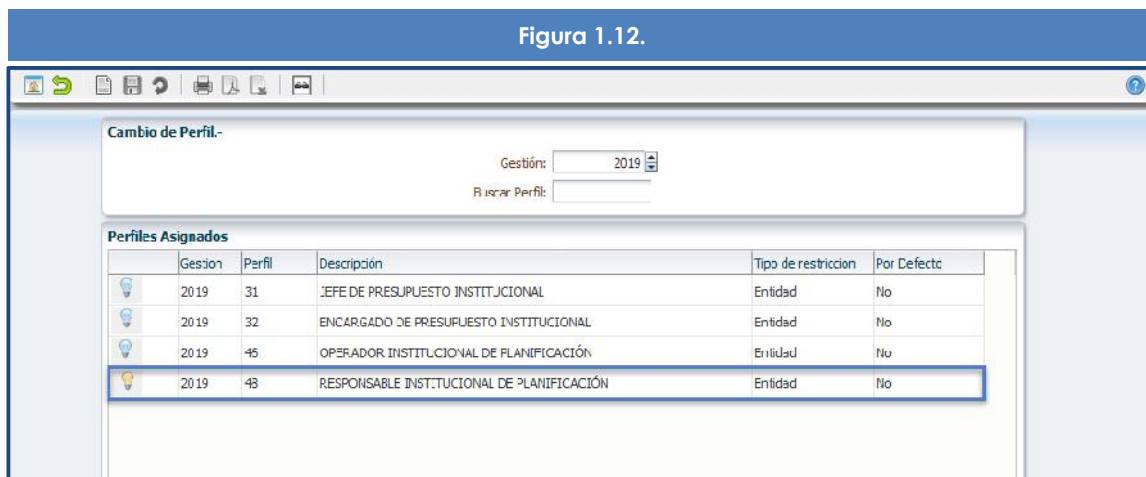 Figura 1.12.
Cambio de Perfil.-
Gestión: 2019
Buscar Perfil:
Perfiles Asignados
Gestion Perfil Descripción Tipo de restriccion Por Defecto
2019 31 JEFE DE PRESUPUESTO INSTITUCIONAL Entidad No
2019 32 ENCARGADO DE PRESUPUESTO INSTITUCIONAL Entidad No
2019 OPERADOR INSTITUCIONAL DE PLANIFICACIÓN Entidad No
2019 RESPONSABLE INSTITUCIONAL DE PLANIFICACIÓN Entidad No